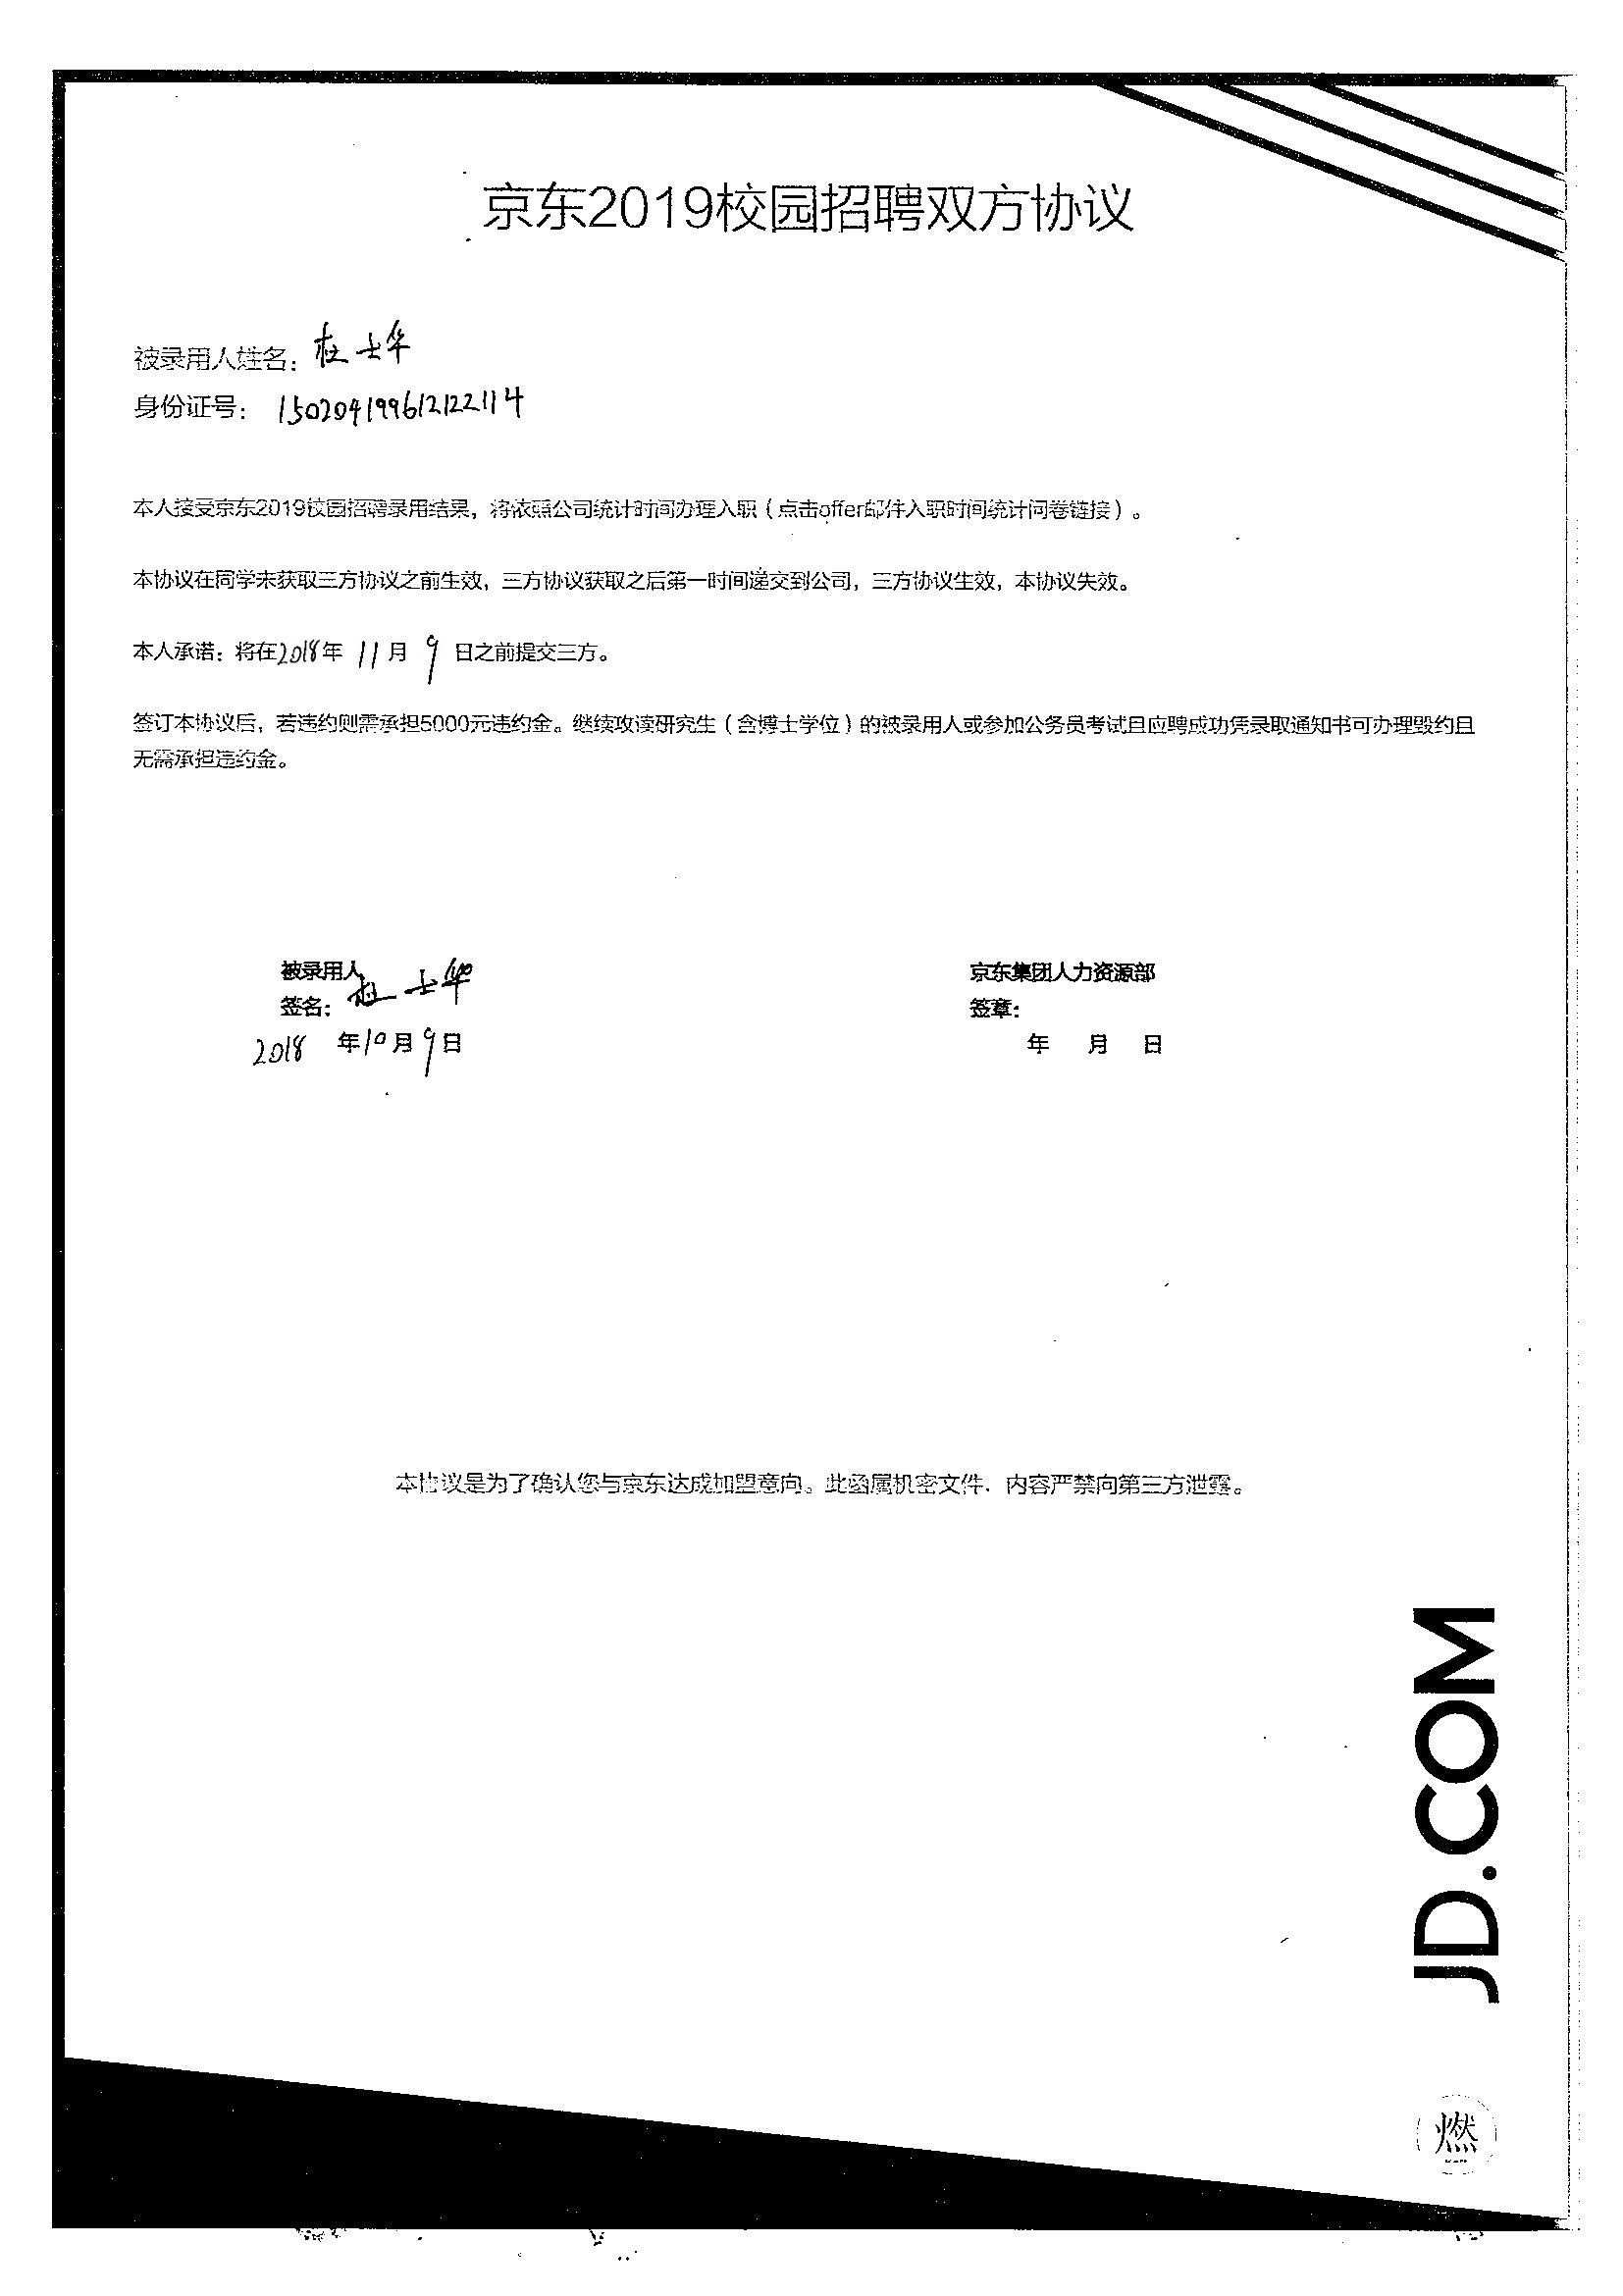 京东2019校园招聘双方协议
被录用人姓名：杜士华
身份证号：150204199612122114
本人接受京东2019校园招聘录用结果，将依照公司统计时间办理入职（点击offer邮件入职时间统计问卷链接）。
本协议在同学未获取三方协议之前生效，三方协议获取之后第一时间递交到公司，三方协议生效，本协议失效。
本人承诺：将在2018年 11月 9 日之前提交三方。
签订本协议后，若违约则需承担5000元违约金。继续攻读研究生（含博士学位）的被录用人或参加公务员考试且应聘成功凭录取通知书可办理毁约且
无需承担违约金。
被录用人
签名：杜士华
2018 年10月9日
京东集团人力资源部
签章：
年 月 日
本协议是为了确认您与京东达成加盟意向。此函属机密文件，内容严禁向第三方泄露。
JD.COM
燃